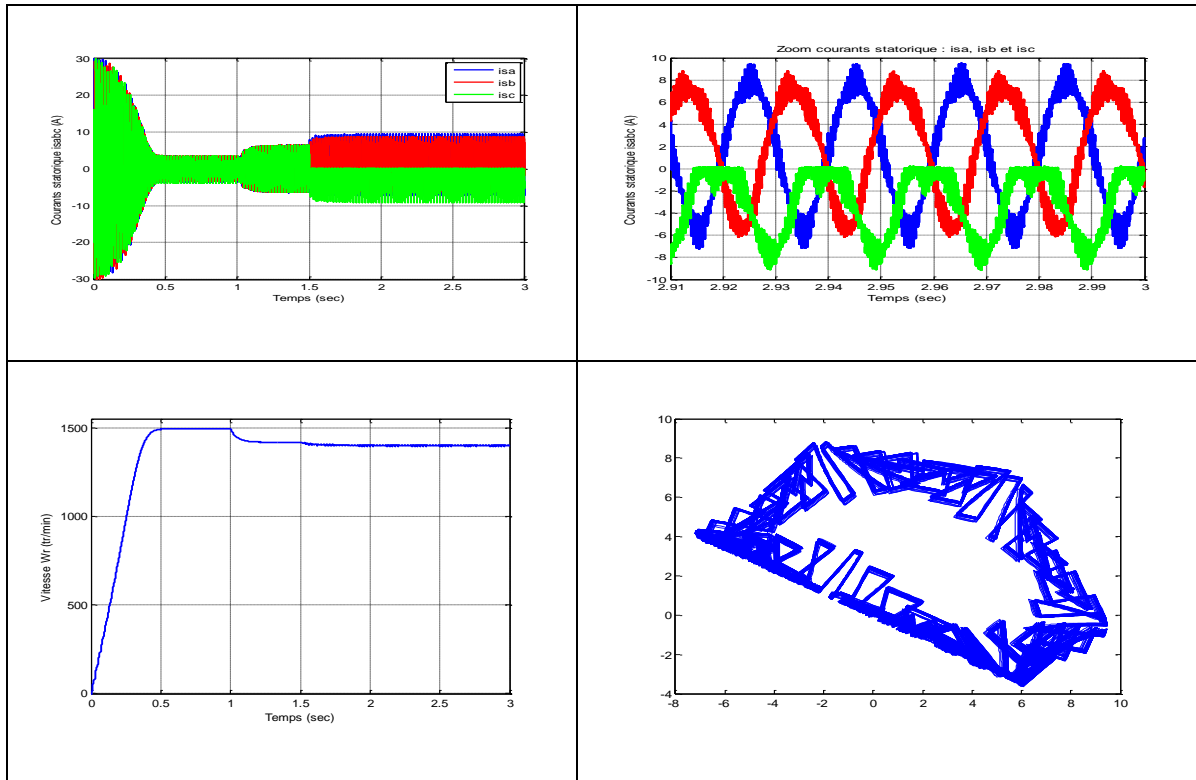 30
20
10
0
-10
-20
-30
0 0.5 1 1.5 2 2.5 3
Temps (sec)
Courants statorique isabc (A)
isa
isb
isc
Zoom courants statorique : isa, isb et isc
10
8
6
4
2
0
-2
-4
-6
-8
-10
2.91 2.92 2.93 2.94 2.95 2.96 2.97 2.98 2.99 3
Temps (sec)
Courants statorique isabc (A)
1500
1000
500
0
0 0.5 1 1.5 2 2.5 3
Temps (sec)
Vitesse Wr (tr/min)
10
8
6
4
2
0
-2
-4
-8 -6 -4 -2 0 2 4 6 8 10